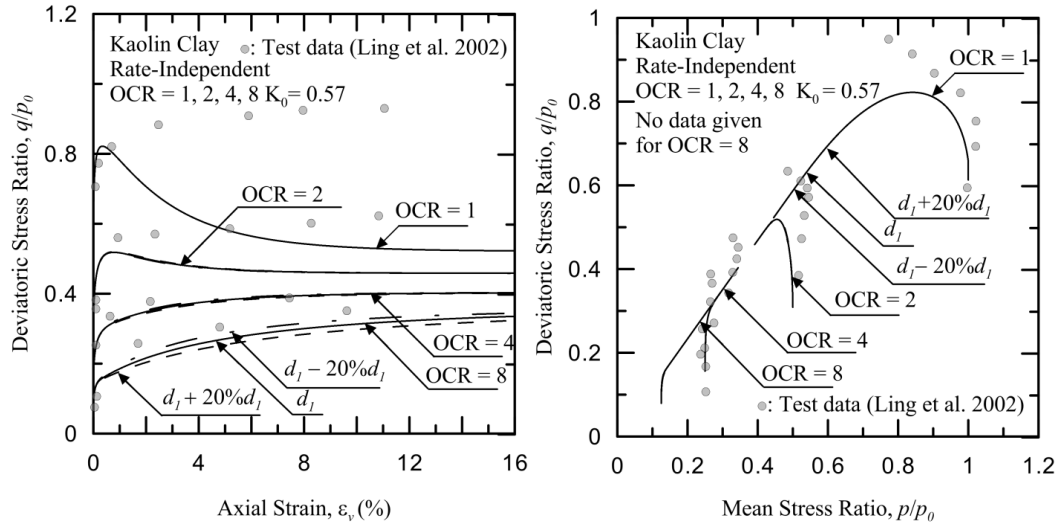 Kaolin Clay
: Test data (Ling et al. 2002)
Rate-Independent
OCR = 1, 2, 4, 8 K0= 0.57
OCR = 2
OCR = 1
OCR = 4
OCR = 8
d1− 20%d1
d1+ 20%d1
d1
1.2
0.8
0.4
0
0 4 8 12 16
Deviatoric Stress Ratio, q/p0
Axial Strain, εv(%)
Kaolin Clay
Rate-Independent
OCR = 1, 2, 4, 8 K0= 0.57
No data given
for OCR = 8
OCR = 1
d1+20%d1
d1
d1− 20%d1
OCR = 2
OCR = 4
OCR = 8
: Test data (Ling et al. 2002)
1
0.8
0.6
0.4
0.2
0
0 0.2 0.4 0.6 0.8 1 1.2
Deviatoric Stress Ratio, q/p0
Mean Stress Ratio, p/p0